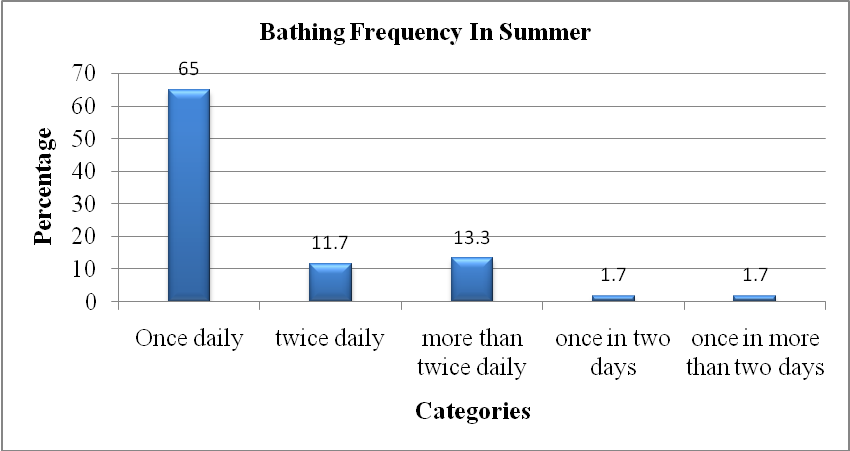 Bathing Frequency In Summer
Percentage
70
60
50
40
30
20
10
0
65
11.7
13.3
1.7
1.7
Once daily
twice daily
more than
twice daily
once in two
days
once in more
than two days
Categories